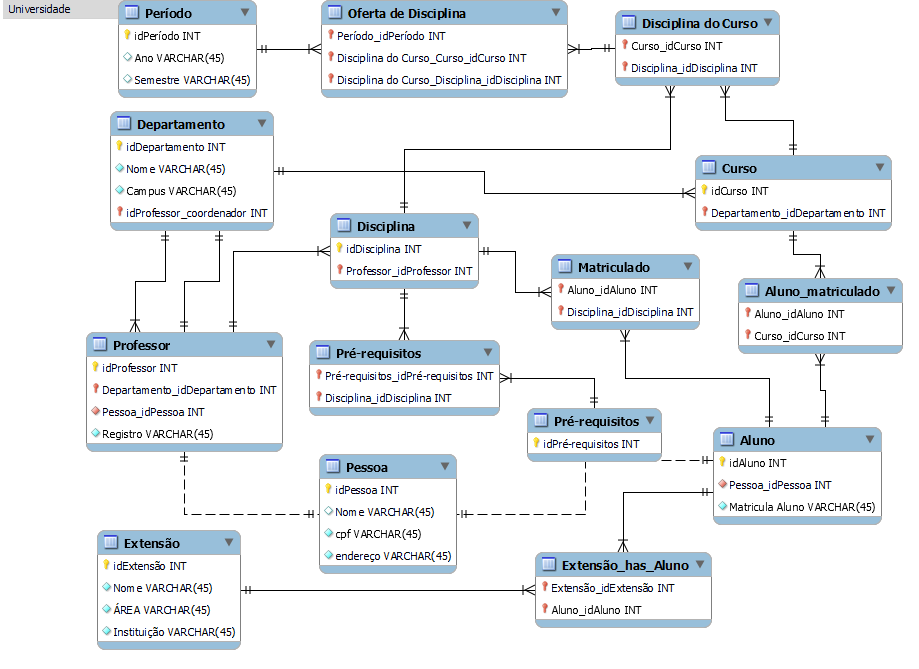 Universidade
Período
idPeríodo INT
Ano VARCHAR(45)
Semestre VARCHAR(45)
Oferta de Disciplina
Período_idPeríodo INT
Disciplina do Curso_Curso_idCurso INT
Disciplina do Curso_Disciplina_idDisciplina INT
Disciplina do Curso
Curso_idCurso INT
Disciplina_idDisciplina INT
Departamento
idDepartamento INT
Nome VARCHAR(45)
Campus VARCHAR(45)
idProfessor_coordenador INT
Curso
idCurso INT
Departamento_idDepartamento INT
Disciplina
idDisciplina INT
Professor_idProfessor INT
Matriculado
Aluno_idAluno INT
Disciplina_idDisciplina INT
Aluno_matriculado
Aluno_idAluno INT
Curso_idCurso INT
Professor
idProfessor INT
Departamento_idDepartamento INT
Pessoa_idPessoa INT
Registro VARCHAR(45)
Pré-requisitos
Pré-requisitos_idPré-requisitos INT
Disciplina_idDisciplina INT
Pré-requisitos
idPré-requisitos INT
Aluno
idAluno INT
Pessoa_idPessoa INT
Matricula Aluno VARCHAR(45)
Pessoa
idPessoa INT
Nome VARCHAR(45)
cpf VARCHAR(45)
endereço VARCHAR(45)
Extensão
idExtensão INT
Nome VARCHAR(45)
ÁREA VARCHAR(45)
Instituição VARCHAR(45)
Extensão_has_Aluno
Extensão_idExtensão INT
Aluno_idAluno INT